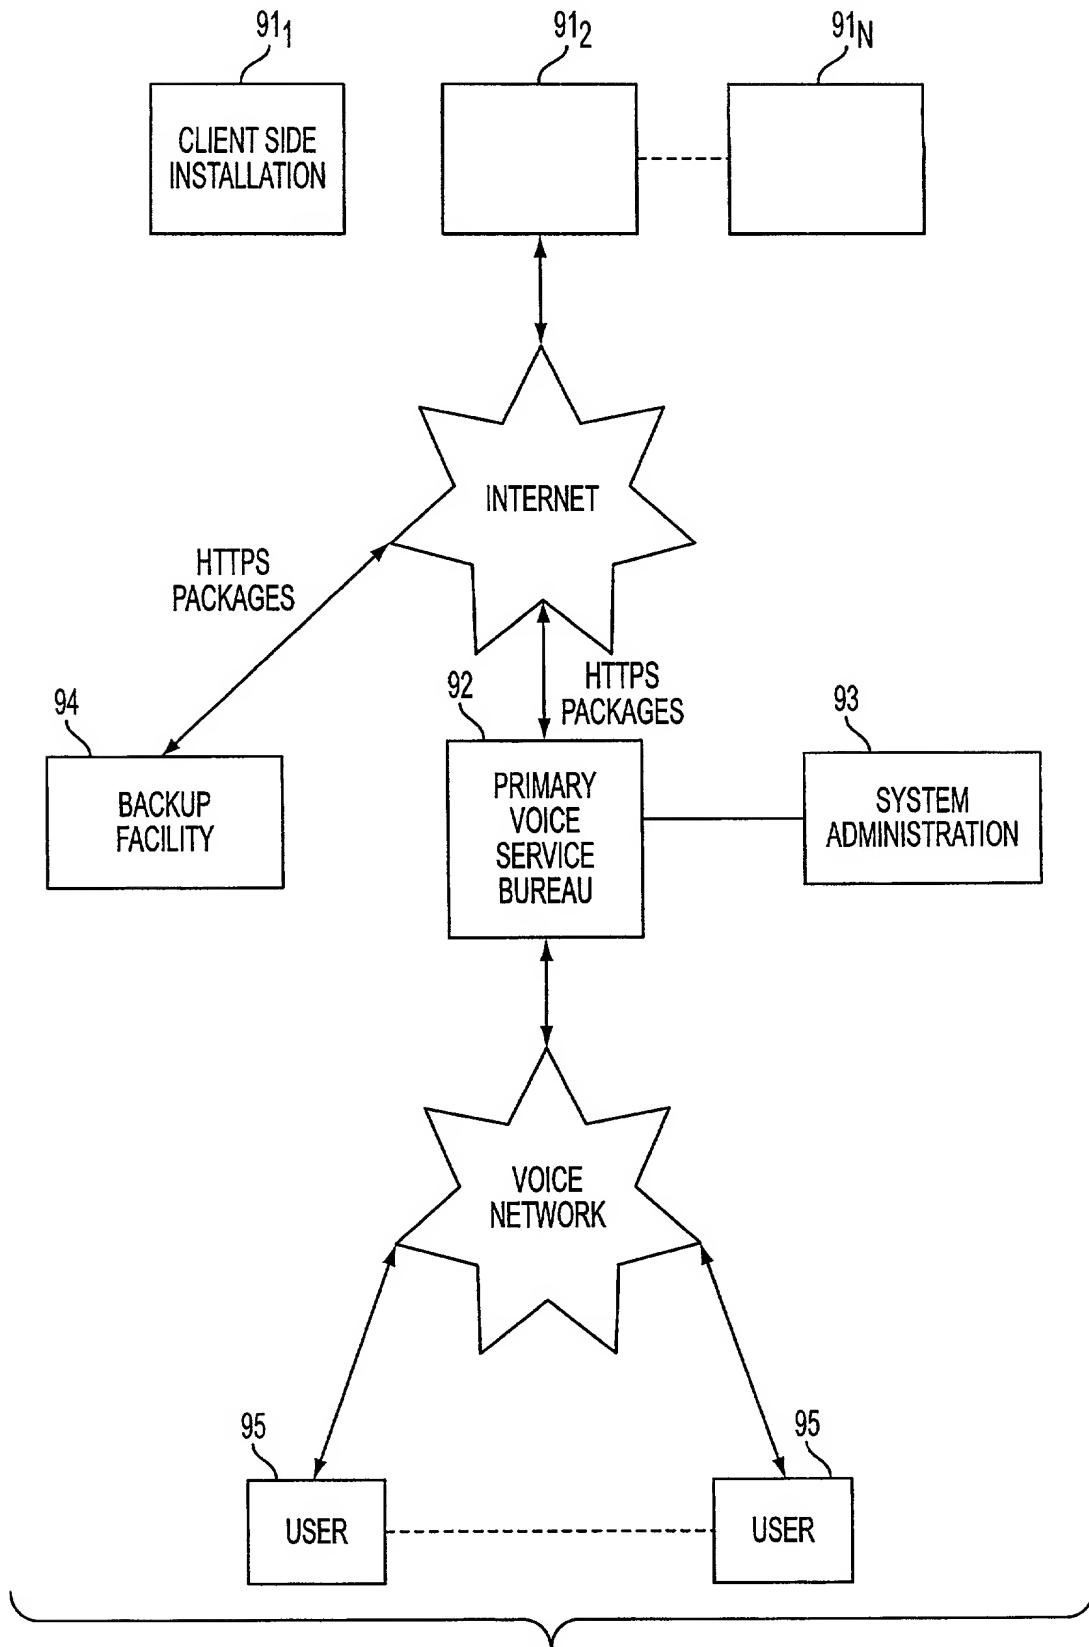 91₁
91₂
91N
CLIENT SIDE
INSTALLATION
INTERNET
HTTPS
PACKAGES
HTTPS
PACKAGES
94
92
93
BACKUP
FACILITY
PRIMARY
VOICE
SERVICE
BUREAU
SYSTEM
ADMINISTRATION
VOICE
NETWORK
95
95
USER
USER